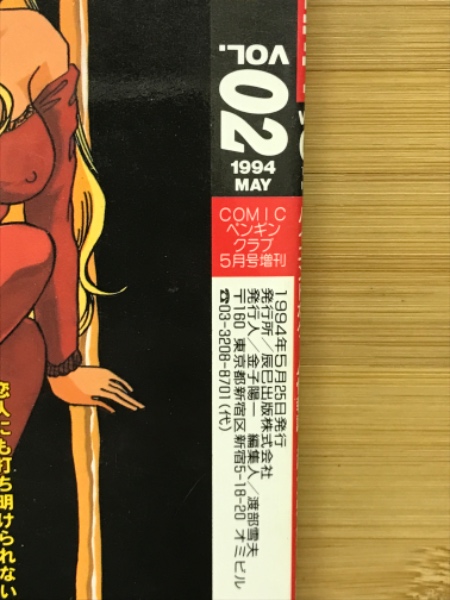 VOL.
02
1994
MAY
COMIC
ペンギン
クラブ
5月号増刊
1994年5月25日発行
発行所/辰巳出版株式会社
発行人/金子陽一 編集人/渡部雪夫
〒160 東京都新宿区新宿5-18-20 オミビル
☎03-3208-8701(代)
恋人にも打ち明けられない